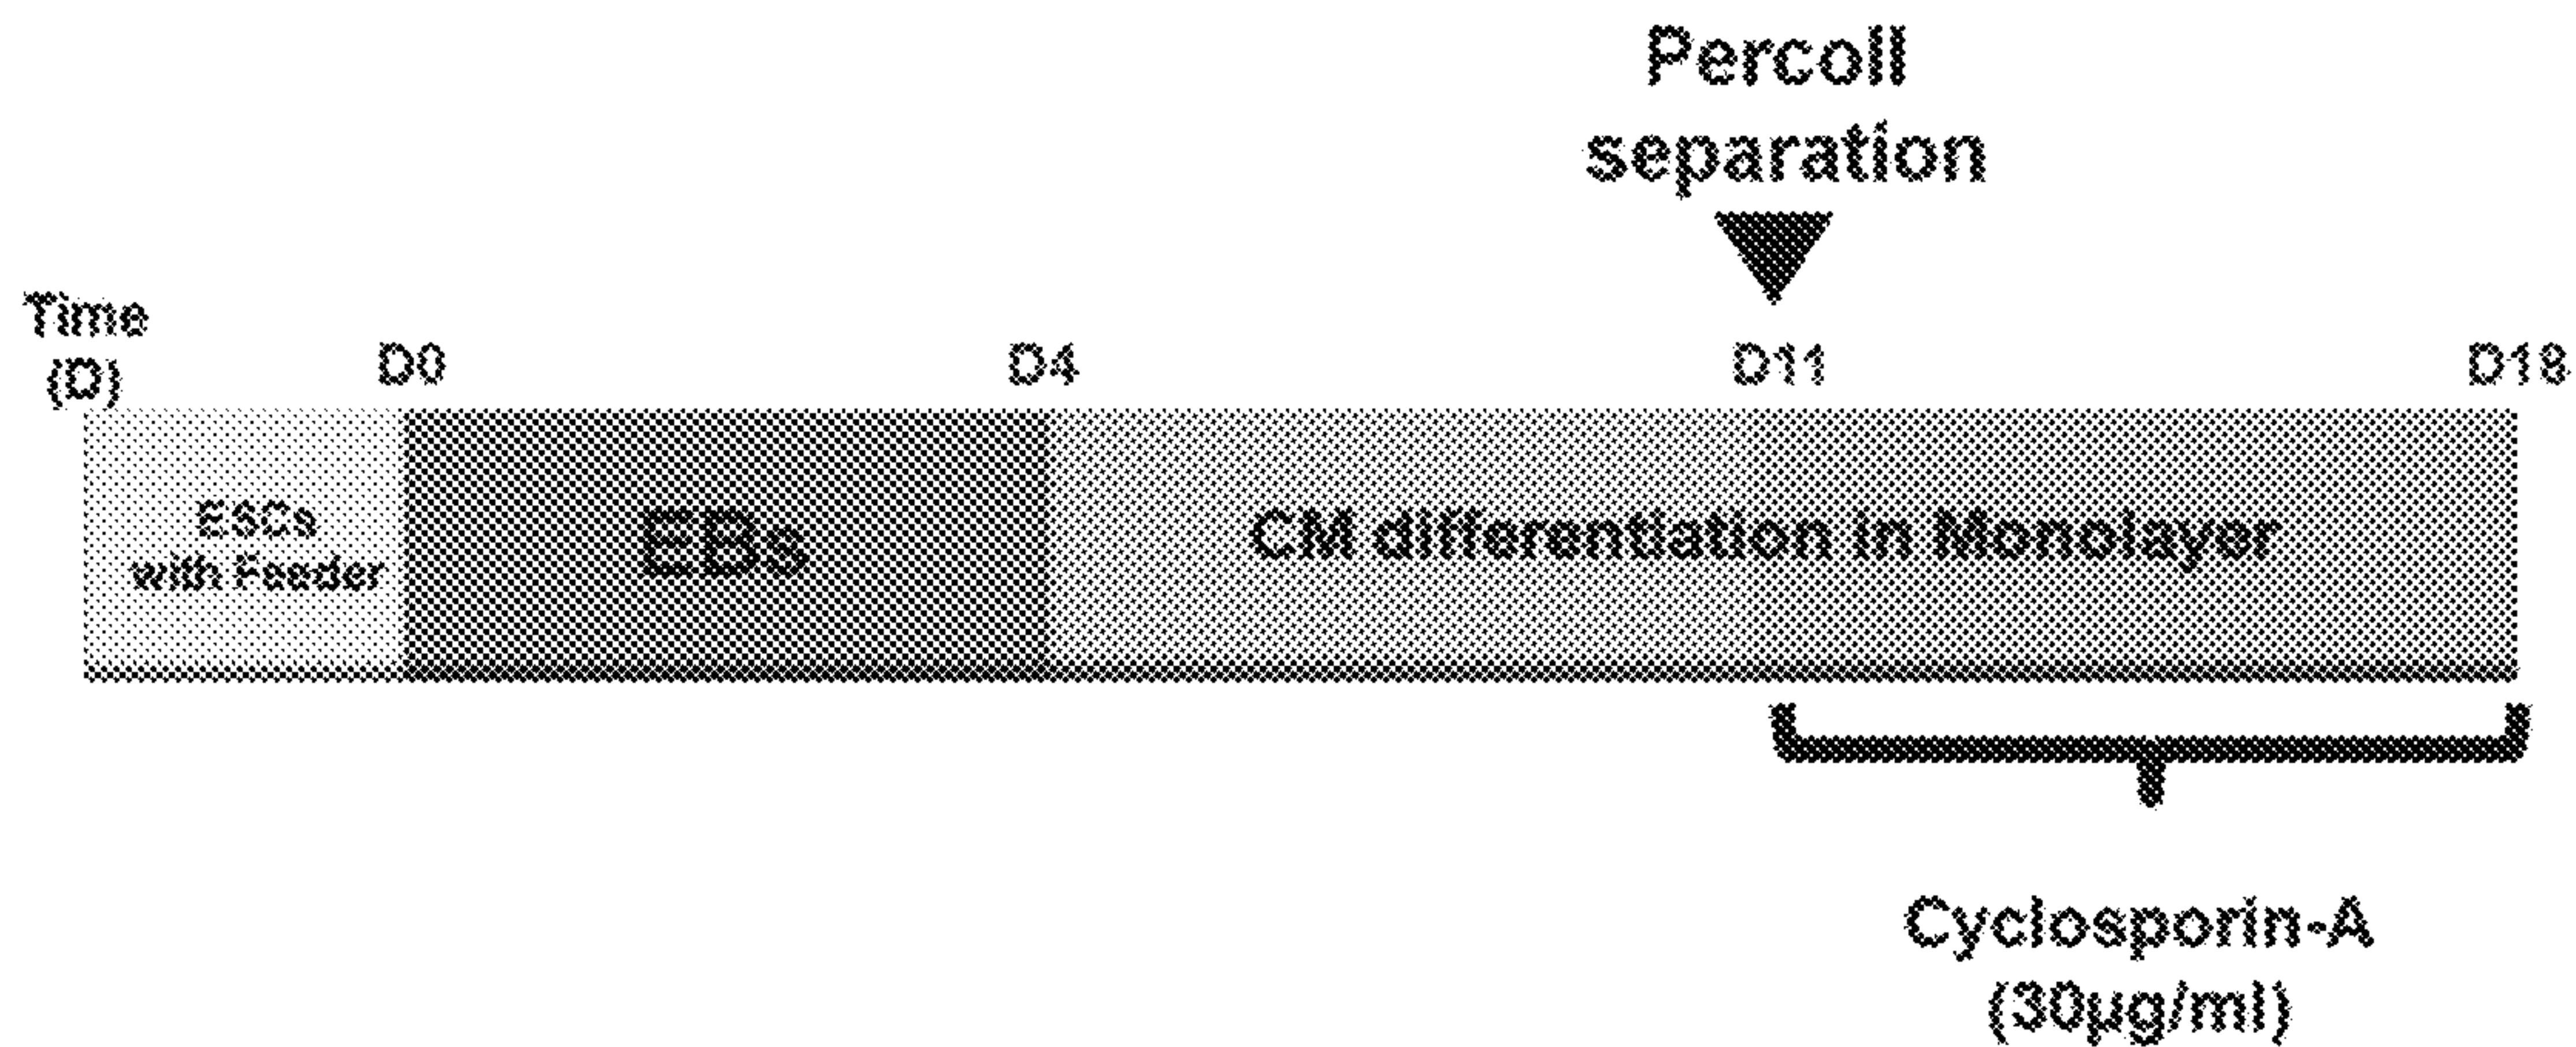 Percoll
separation
Time
(D)
D0
D4
D11
D18
ESCs
with Feeder
EBs
CM differentiation in Monolayer
Cyclosporin-A
(30µg/ml)